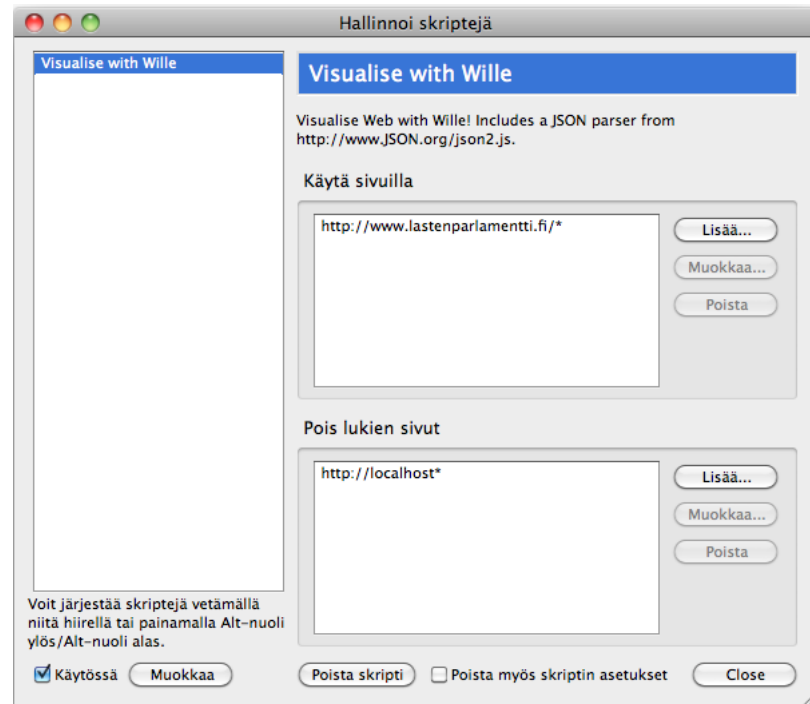 Hallinnoi skriptejä
Visualise with Wille
Visualise with Wille
Visualise Web with Wille! Includes a JSON parser from
http://www.JSON.org/json2.js.
Käytä sivuilla
http://www.lastenparlamentti.fi/*
Lisää...
Muokkaa...
Poista
Pois lukien sivut
http://localhost*
Lisää...
Muokkaa...
Poista
Voit järjestää skriptejä vetämällä
niitä hiirellä tai painamalla Alt-nuoli
ylös/Alt-nuoli alas.
Käytössä
Muokkaa
Poista skripti
Poista myös skriptin asetukset
Close